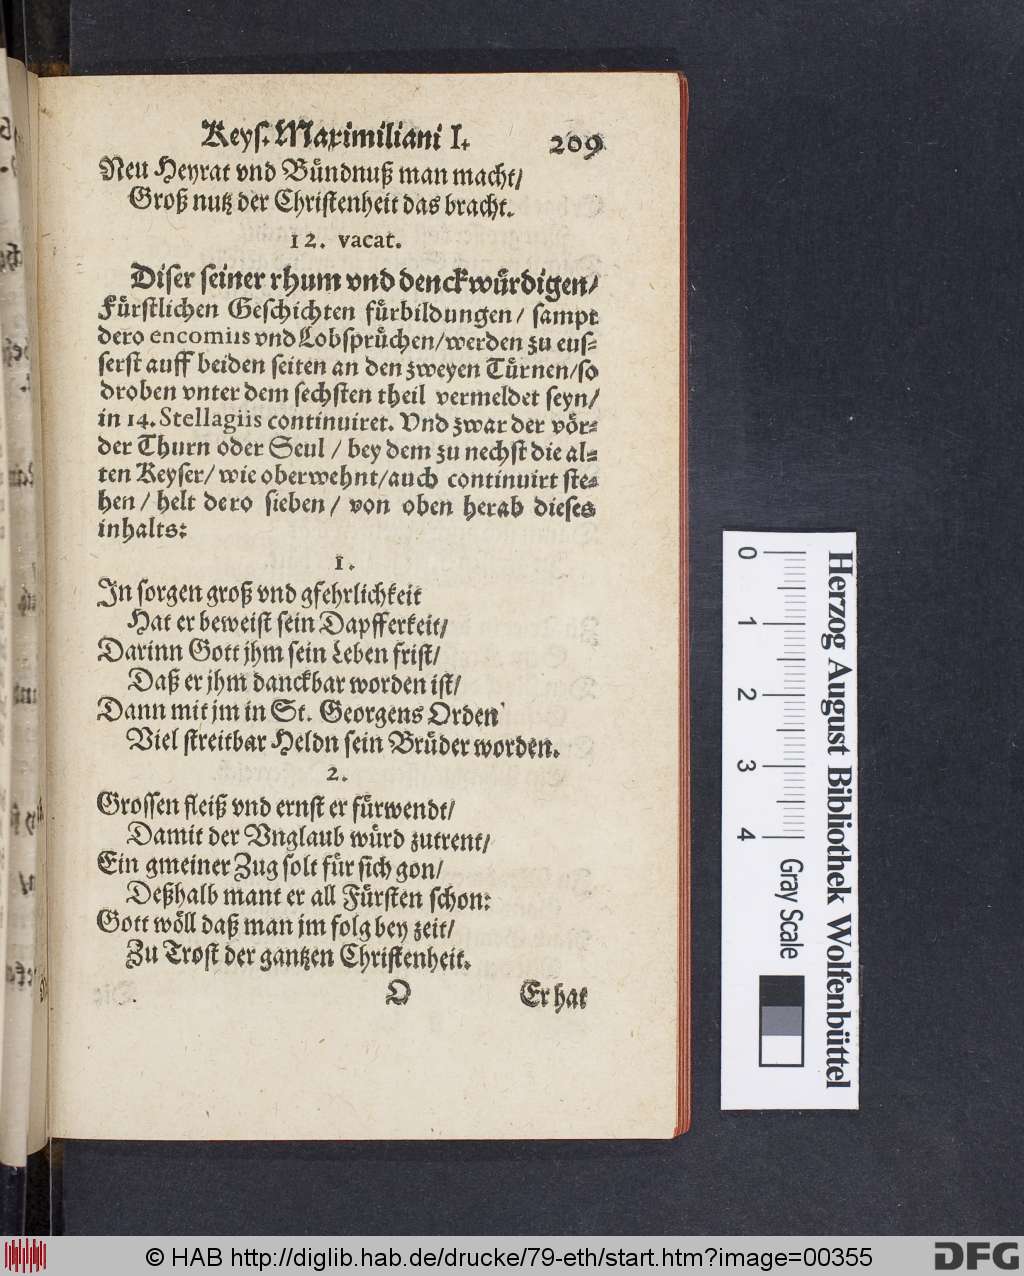 Keys. Maximiliani I. 209
Neu Heyrat vnd Bündnuß man macht/
Groß nutz der Christenheit das bracht.
12. vacat.
Diser seiner rhum vnd denckwürdigen/
Fürstlichen Geschichten fürbildungen/ sampt
dero encomiis vnd Lobsprüchen/werden zu eus=
serst auff beiden seiten an den zweyen Türnen/so
droben vnter dem sechsten theil vermeldet seyn/
in 14. Stellagiis continuiret. Vnd zwar der vör=
der Thurn oder Seul / bey dem zu nechst die al=
ten Keyser/ wie oberwehnt/auch continuirt ste=
hen/ helt dero sieben/ von oben herab dieses
inhalts:
1.
In sorgen groß vnd gfehrlichkeit
Hat er beweist sein Dapfferkeit/
Darinn Gott jhm sein Leben frist/
Daß er jhm danckbar worden ist/
Dann mit jm in St. Georgens Orden
Viel streitbar Heldn sein Brüder worden.
2.
Grossen fleiß vnd ernst er fürwendt/
Damit der Vnglaub würd zutrent/
Ein gmeiner Zug solt für sich gon/
Deßhalb mant er all Fürsten schon:
Gott wöll daß man jm folg bey zeit/
Zu Trost der gantzen Christenheit.
O Er hat
0 1 2 3 4
Gray Scale
Herzog August Bibliothek Wolfenbüttel
© HAB http://diglib.hab.de/drucke/79-eth/start.htm?image=00355
DFG